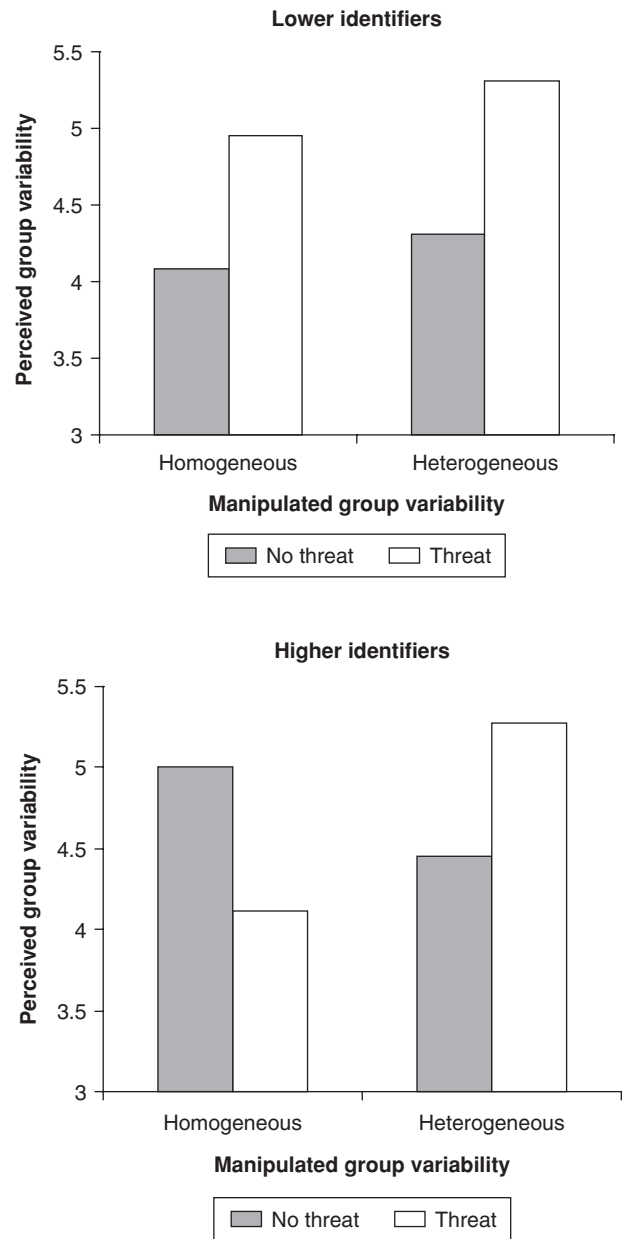 Lower identifiers
5.5
5
4.5
4
3.5
3
Perceived group variability
Homogeneous Heterogeneous
Manipulated group variability
No threat Threat
Higher identifiers
5.5
5
4.5
4
3.5
3
Perceived group variability
Homogeneous Heterogeneous
Manipulated group variability
No threat Threat